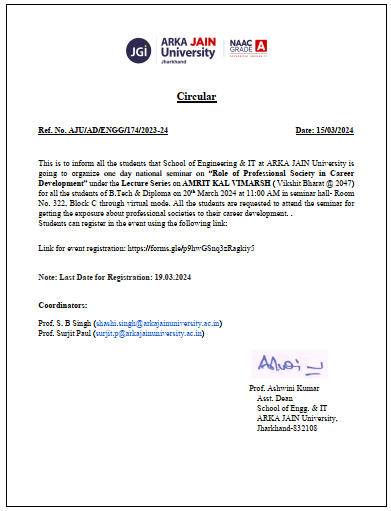 JGI
ARKA JAIN
University
Jharkhand
NAAC
GRADE A
Circular
Ref. No. AJU/AD/ENGG/174/2023-24 Date: 15/03/2024
This is to inform all the students that School of Engineering & IT at ARKA JAIN University is
going to organize one day national seminar on “Role of Professional Society in Career
Development” under the Lecture Series on AMRIT KAL VIMARSH ( Vikshit Bharat @ 2047)
for all the students of B.Tech & Diploma on 20th March 2024 at 11:00 AM in seminar hall- Room
No. 322, Block C through virtual mode. All the students are requested to attend the seminar for
getting the exposure about professional societies to their career development. .
Students can register in the event using the following link:
Link for event registration: https://forms.gle/p9hwGSnq3zRagkiy5
Note: Last Date for Registration: 19.03.2024
Coordinators:
Prof. S. B Singh (shashi.singh@arkajainuniversity.ac.in)
Prof. Surjit Paul (surjit.p@arkajainuniversity.ac.in)
Ashwini
Prof. Ashwini Kumar
Asst. Dean
School of Engg. & IT
ARKA JAIN University,
Jharkhand-832108